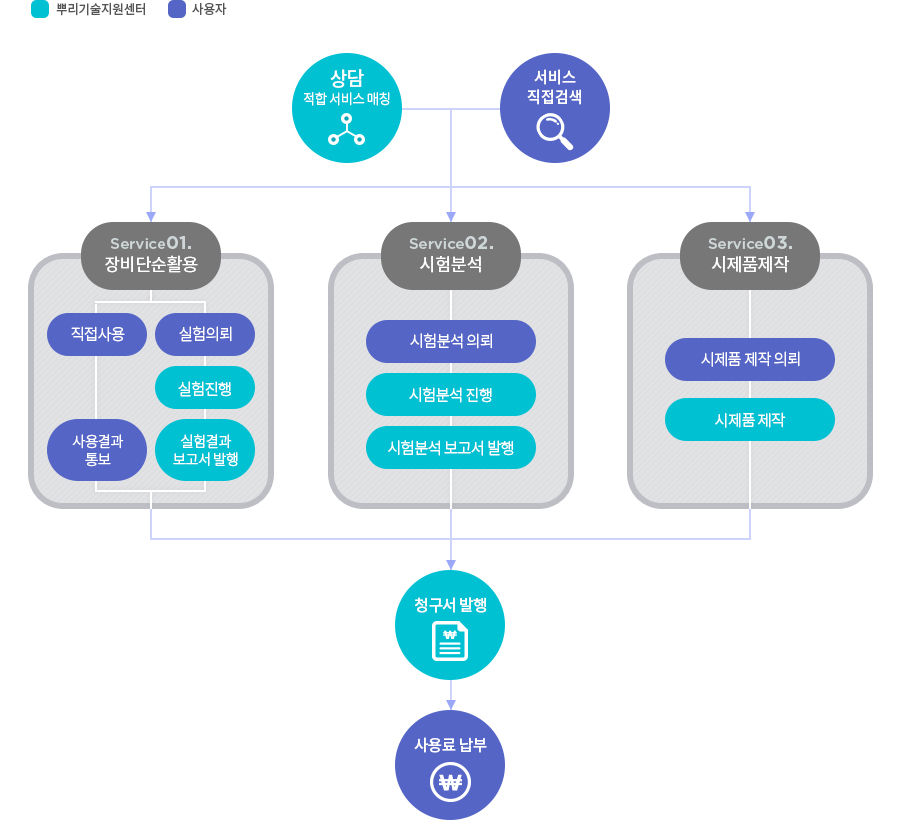 뿌리기술지원센터
사용자
상담
적합 서비스 매칭
서비스
직접검색
Service01.
장비단순활용
직접사용
실험의뢰
실험진행
사용결과
통보
실험결과
보고서 발행
Service02.
시험분석
시험분석 의뢰
시험분석 진행
시험분석 보고서 발행
Service03.
시제품제작
시제품 제작 의뢰
시제품 제작
청구서 발행
₩
사용료 납부
₩